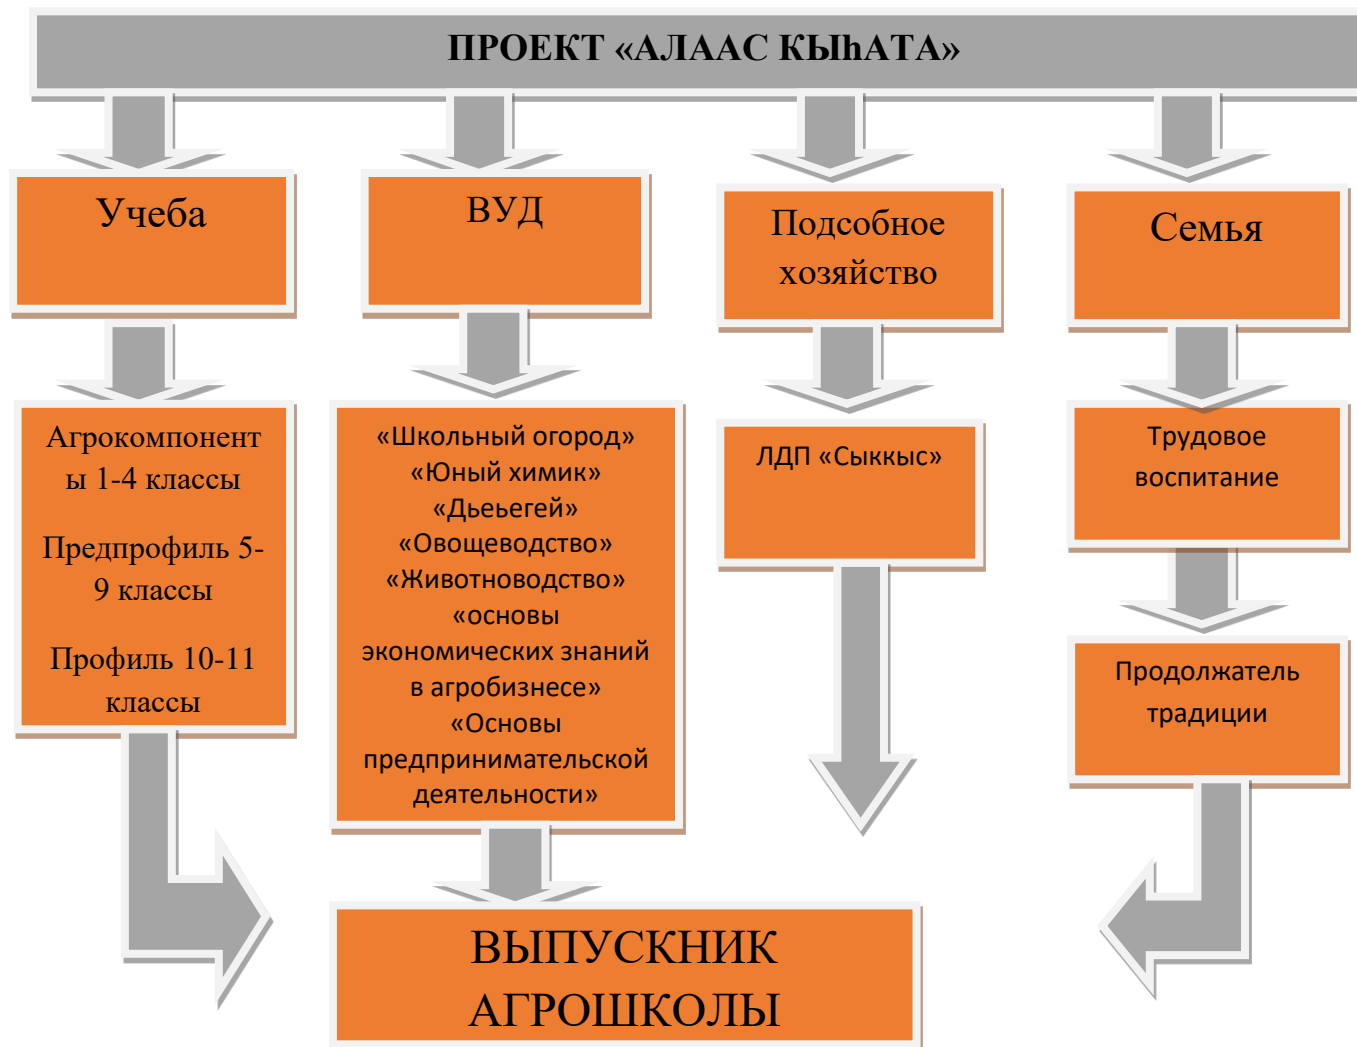 ПРОЕКТ «АЛААС КЫhАТА»
Учеба
ВУД
Подсобное
хозяйство
Семья
Агрокомпонент
ы 1-4 классы
Предпрофиль 5-
9 классы
Профиль 10-11
классы
«Школьный огород»
«Юный химик»
«Дьеьегей»
«Овощеводство»
«Животноводство»
«основы
экономических знаний
в агробизнесе»
«Основы
предпринимательской
деятельности»
ЛДП «Сыккыс»
Трудовое
воспитание
Продолжатель
традиции
ВЫПУСКНИК
АГРОШКОЛЫ